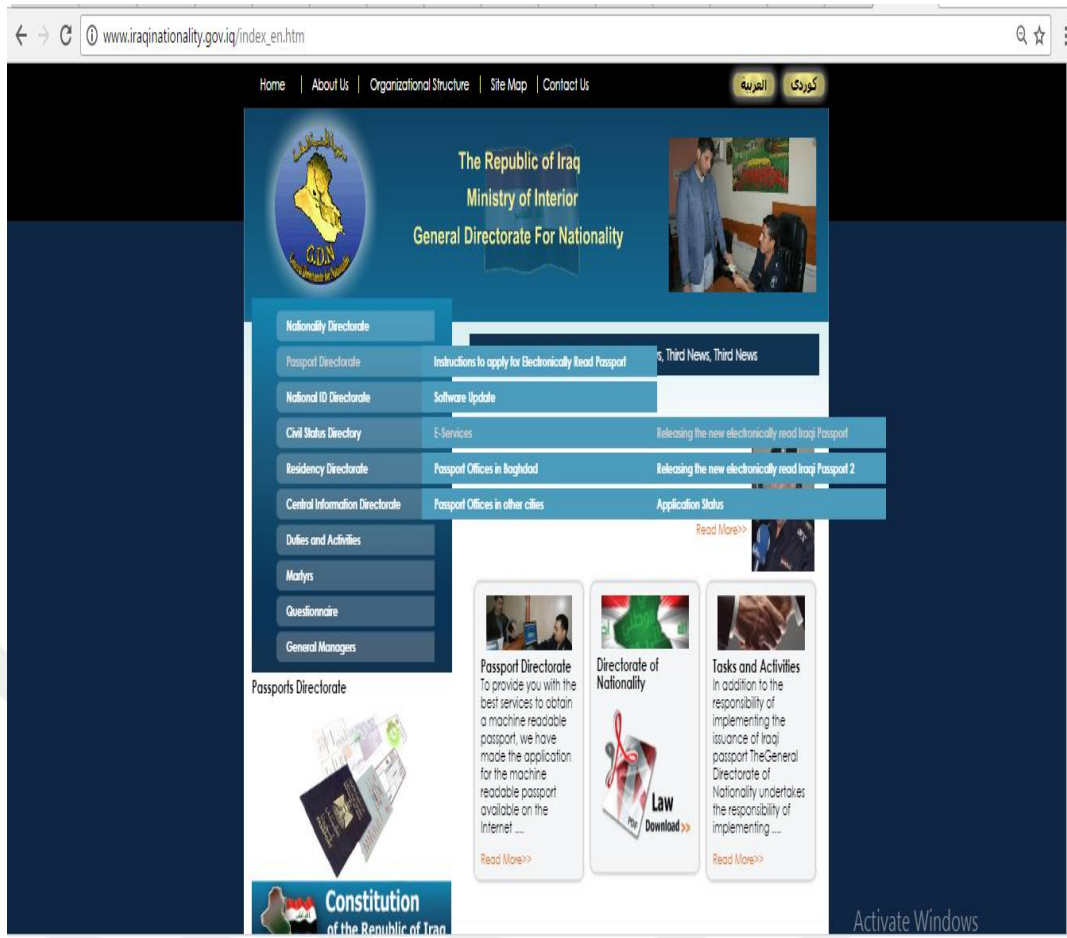 www.iraqinationality.gov.iq/index_en.htm
Home | About Us | Organizational Structure | Site Map | Contact Us
العربية
كوردى
The Republic of Iraq
Ministry of Interior
General Directorate For Nationality
G.D.N
General Directorate for Nationality
Nationality Directorate
Passport Directorate
National ID Directorate
Civil Status Directory
Residency Directorate
Central Information Directorate
Duties and Activities
Martyrs
Questionnaire
General Managers
Instructions to apply for Electronically Read Passport
Software Update
E-Services
Passport Offices in Baghdad
Passport Offices in other cities
s, Third News, Third News
Releasing the new electronically read Iraqi Passport
Releasing the new electronically read Iraqi Passport 2
Application Status
Read More>>
Passports Directorate
Constitution
of the Republic of Iraq
Passport Directorate
To provide you with the
best services to obtain
a machine readable
passport, we have
made the application
for the machine
readable passport
available on the
Internet ....
Read More>>
Directorate of
Nationality
PDF
Law
Download >>
Tasks and Activities
In addition to the
responsibility of
implementing the
issuance of Iraqi
passport TheGeneral
Directorate of
Nationality undertakes
the responsibility of
implementing ....
Read More>>
Activate Windows